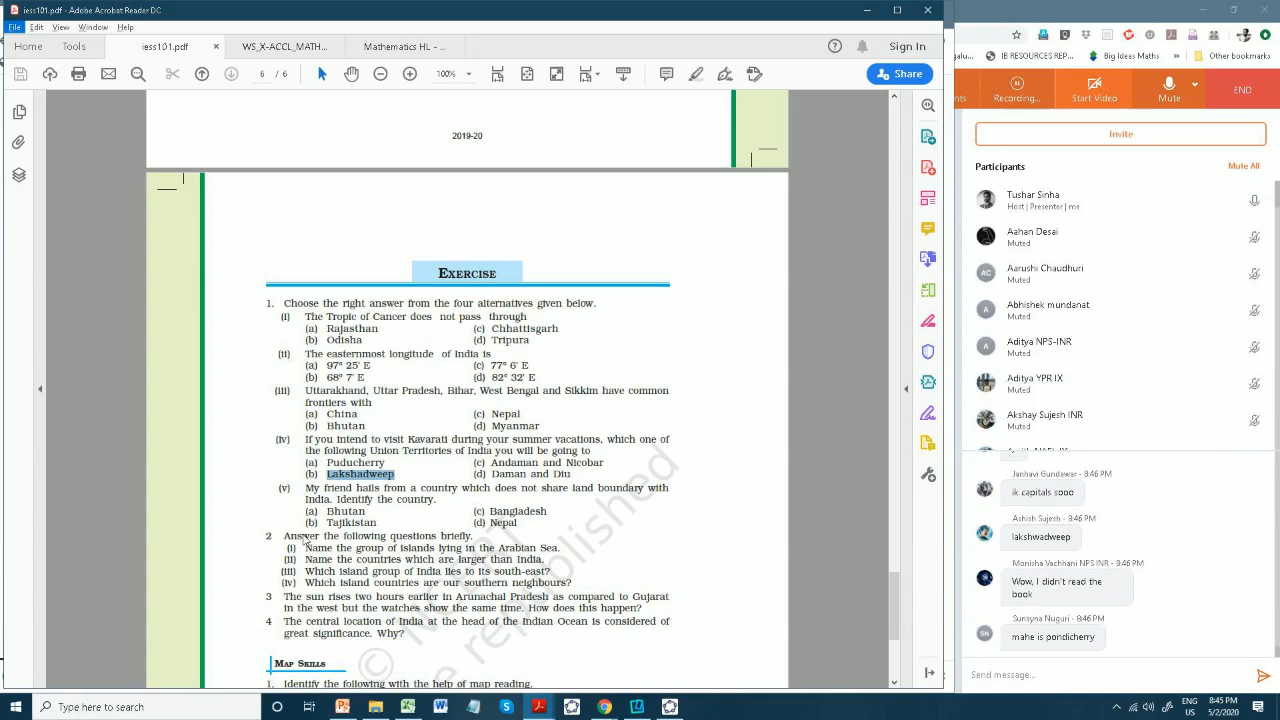 iess101.pdf - Adobe Acrobat Reader DC
File Edit View Window Help
Home Tools iess101.pdf × WS_X-ACCL_MATH... Mathematics HL - ... Sign In
6 / 6 100% Share
2019-20
EXERCISE
1. Choose the right answer from the four alternatives given below.
(i) The Tropic of Cancer does not pass through
(a) Rajasthan (c) Chhattisgarh
(b) Odisha (d) Tripura
(ii) The easternmost longitude of India is
(a) 97° 25' E (c) 77° 6' E
(b) 68° 7' E (d) 82° 32' E
(iii) Uttarakhand, Uttar Pradesh, Bihar, West Bengal and Sikkim have common
frontiers with
(a) China (c) Nepal
(b) Bhutan (d) Myanmar
(iv) If you intend to visit Kavarati during your summer vacations, which one of
the following Union Territories of India you will be going to
(a) Puducherry (c) Andaman and Nicobar
(b) Lakshadweep (d) Daman and Diu
(v) My friend hails from a country which does not share land boundary with
India. Identify the country.
(a) Bhutan (c) Bangladesh
(b) Tajikistan (d) Nepal
2 Answer the following questions briefly.
(i) Name the group of islands lying in the Arabian Sea.
(ii) Name the countries which are larger than India.
(iii) Which island group of India lies to its south-east?
(iv) Which island countries are our southern neighbours?
3 The sun rises two hours earlier in Arunachal Pradesh as compared to Gujarat
in the west but the watches show the same time. How does this happen?
4 The central location of India at the head of the Indian Ocean is considered of
great significance. Why?
MAP SKILLS
1. Identify the following with the help of map reading.
IB RESOURCES REP... Big Ideas Maths » Other bookmarks
Recording... Start Video Mute END
Invite
Participants Mute All
Tushar Sinha
Host | Presenter | me
Aahan Desai
Muted
AC Aarushi Chaudhuri
Muted
A Abhishek mundanat
Muted
A Aditya NPS-INR
Muted
Aditya YPR IX
Muted
Akshay Sujesh INR
Muted
Janhavi Gundawar - 8:46 PM
ik capitals sooo
Ashish Sujesh - 8:46 PM
lakshwadweep
Monisha Vachhani NPS INR - 8:46 PM
Wow, I didn't read the
book
Sunayna Nuguri - 8:46 PM
SN mahe is pondicherry
Send message...
Type here to search
ENG
US
8:45 PM
5/2/2020